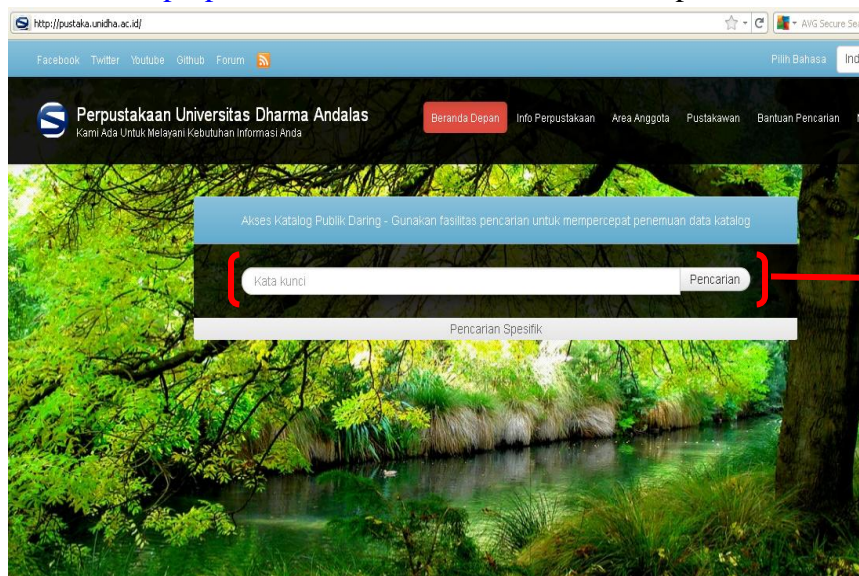 http://pustaka.unidha.ac.id/
AVG Secure Sea
Facebook Twitter Youtube Github Forum
Pilih Bahasa Ind
Perpustakaan Universitas Dharma Andalas
Kami Ada Untuk Melayani Kebutuhan Informasi Anda
Beranda Depan Info Perpustakaan Area Anggota Pustakawan Bantuan Pencarian
Akses Katalog Publik Daring - Gunakan fasilitas pencarian untuk mempercepat penemuan data katalog
Kata kunci Pencarian
Pencarian Spesifik